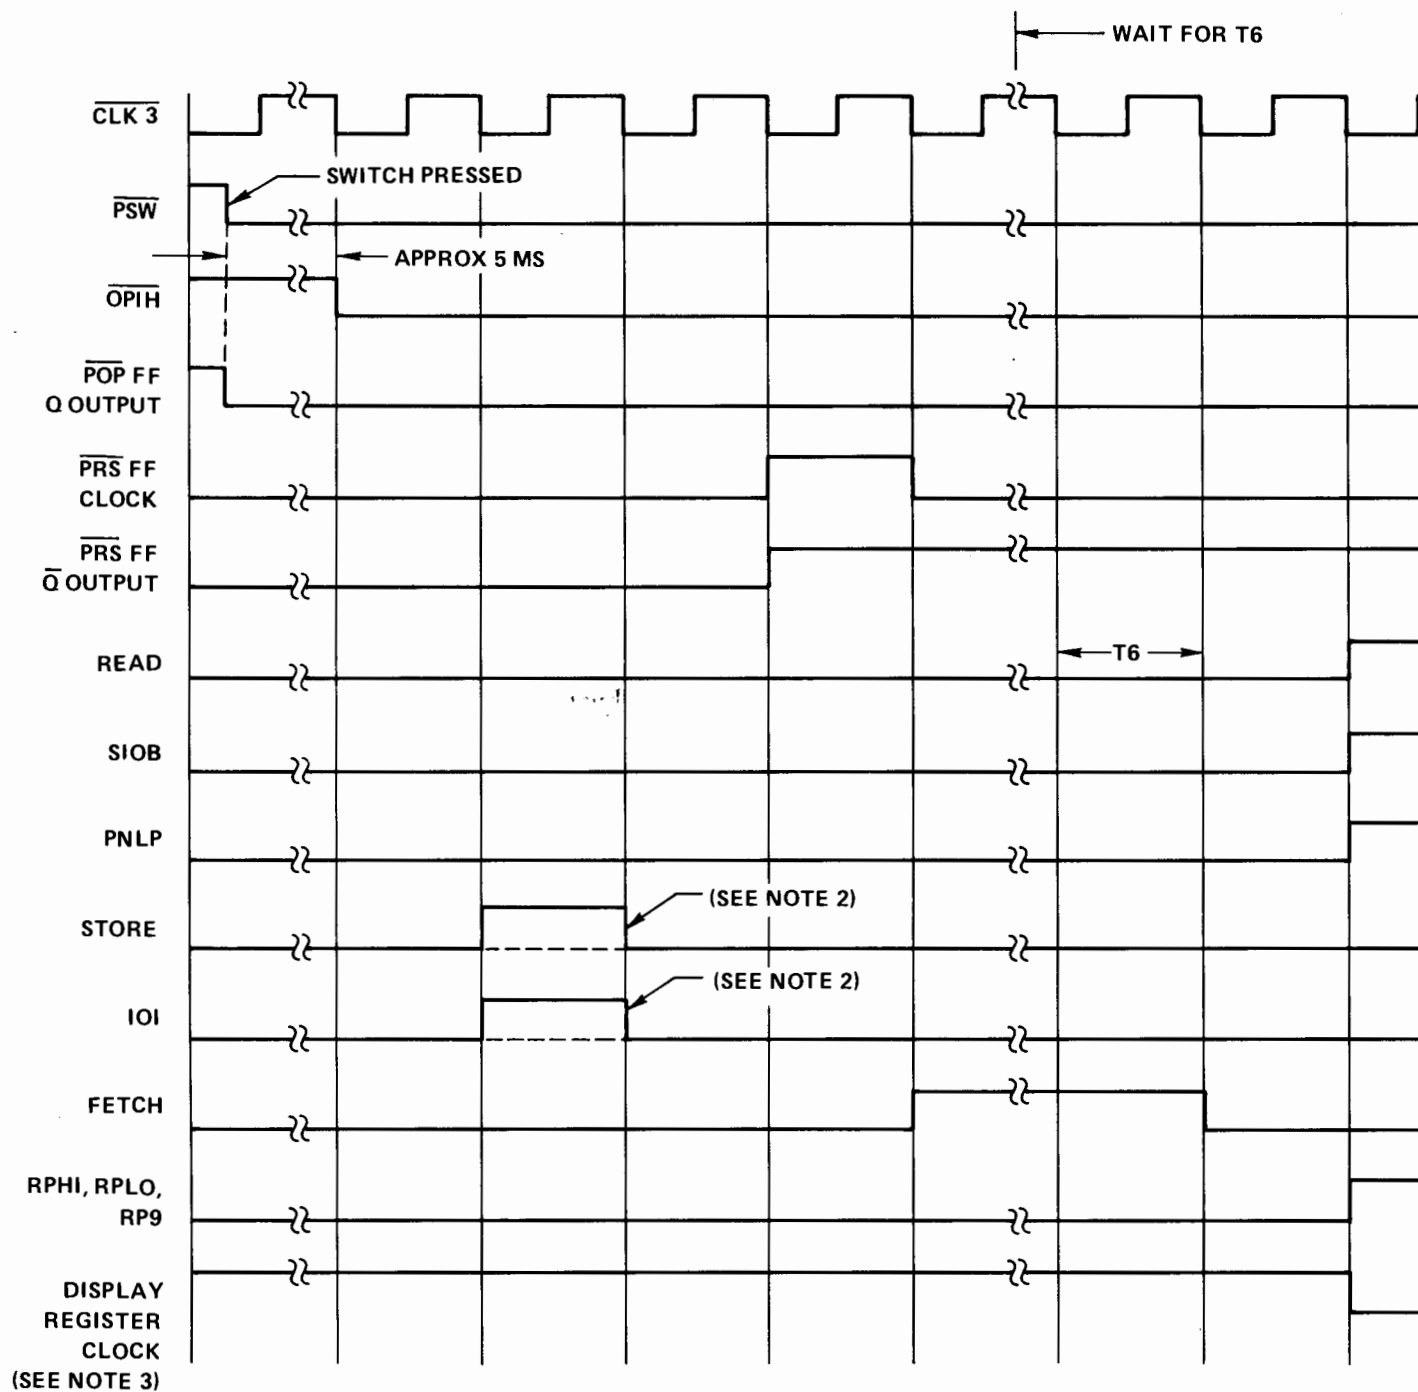 WAIT FOR T6
CLK 3
SWITCH PRESSED
PSW
APPROX 5 MS
OPIH
POP FF
Q OUTPUT
PRS FF
CLOCK
PRS FF
Q̅ OUTPUT
READ
T6
SIOB
PNLP
(SEE NOTE 2)
STORE
(SEE NOTE 2)
IOI
FETCH
RPHI, RPLO,
RP9
DISPLAY
REGISTER
CLOCK
(SEE NOTE 3)